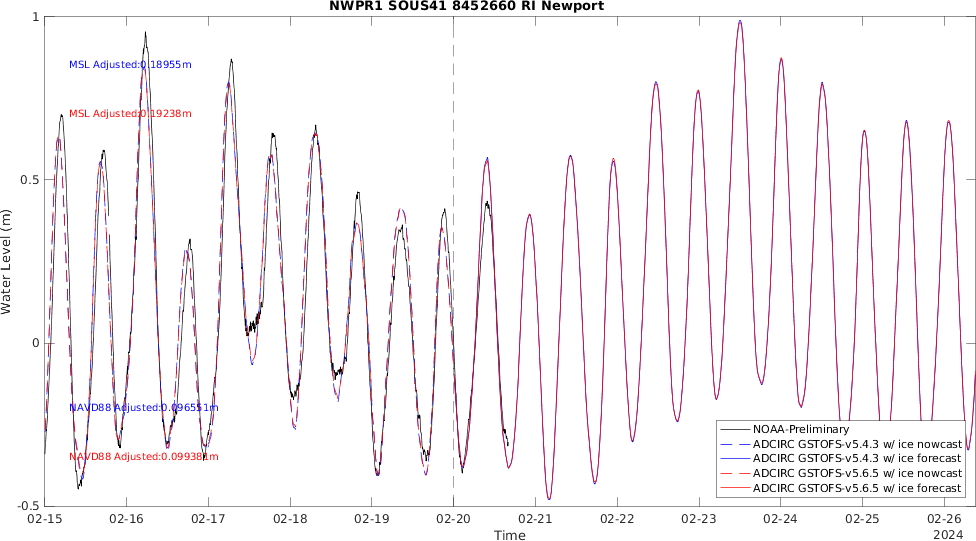 NWPR1 SOUS41 8452660 RI Newport
1
MSL Adjusted:0.18955m
MSL Adjusted:0.19238m
0.5
Water Level (m)
0
NAVD88 Adjusted:0.096551m
NAVD88 Adjusted:0.099381m
-0.5
NOAA-Preliminary
ADCIRC GSTOFS-v5.4.3 w/ ice nowcast
ADCIRC GSTOFS-v5.4.3 w/ ice forecast
ADCIRC GSTOFS-v5.6.5 w/ ice nowcast
ADCIRC GSTOFS-v5.6.5 w/ ice forecast
02-15 02-16 02-17 02-18 02-19 02-20 02-21 02-22 02-23 02-24 02-25 02-26
Time
2024